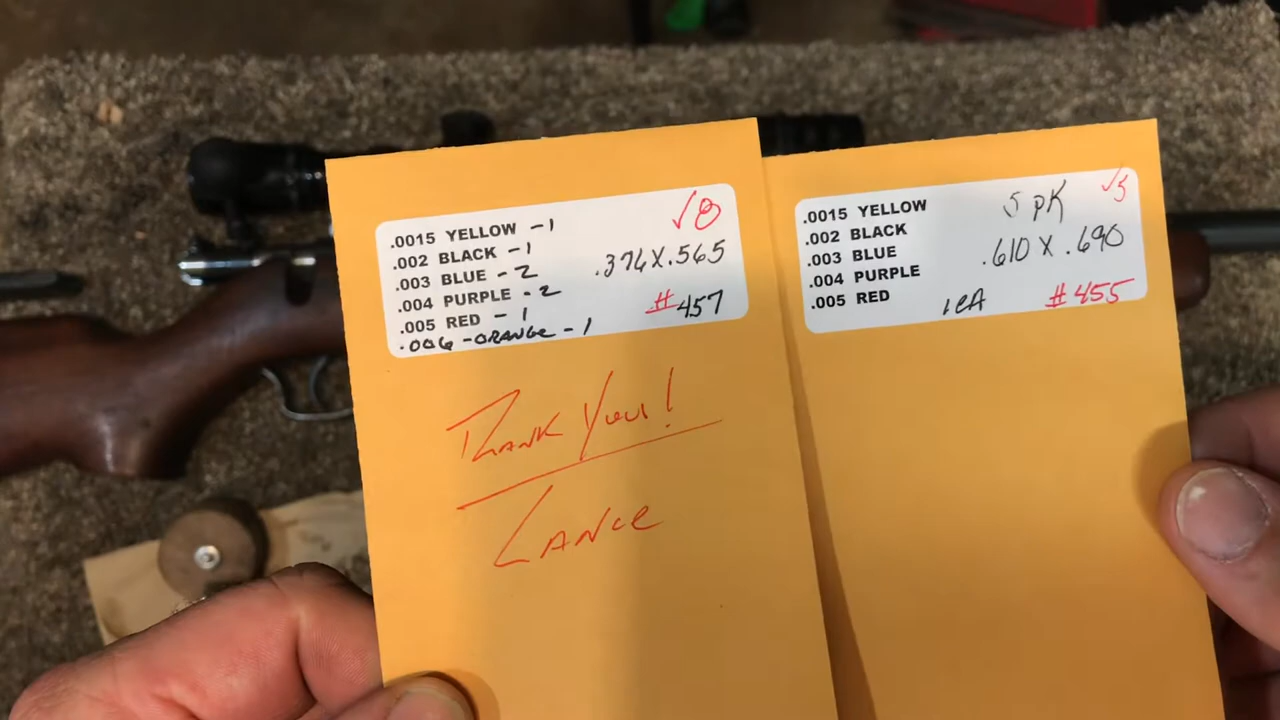 .0015 YELLOW - 1
√8
.002 BLACK - 1
.003 BLUE - 2
.374 X .565
.004 PURPLE - 2
.005 RED - 1
#457
.006 - ORANGE - 1
THANK YOU!
LANCE
.0015 YELLOW
5 PK
√5
.002 BLACK
.003 BLUE
.610 X .690
.004 PURPLE
.005 RED
1 EA
#455